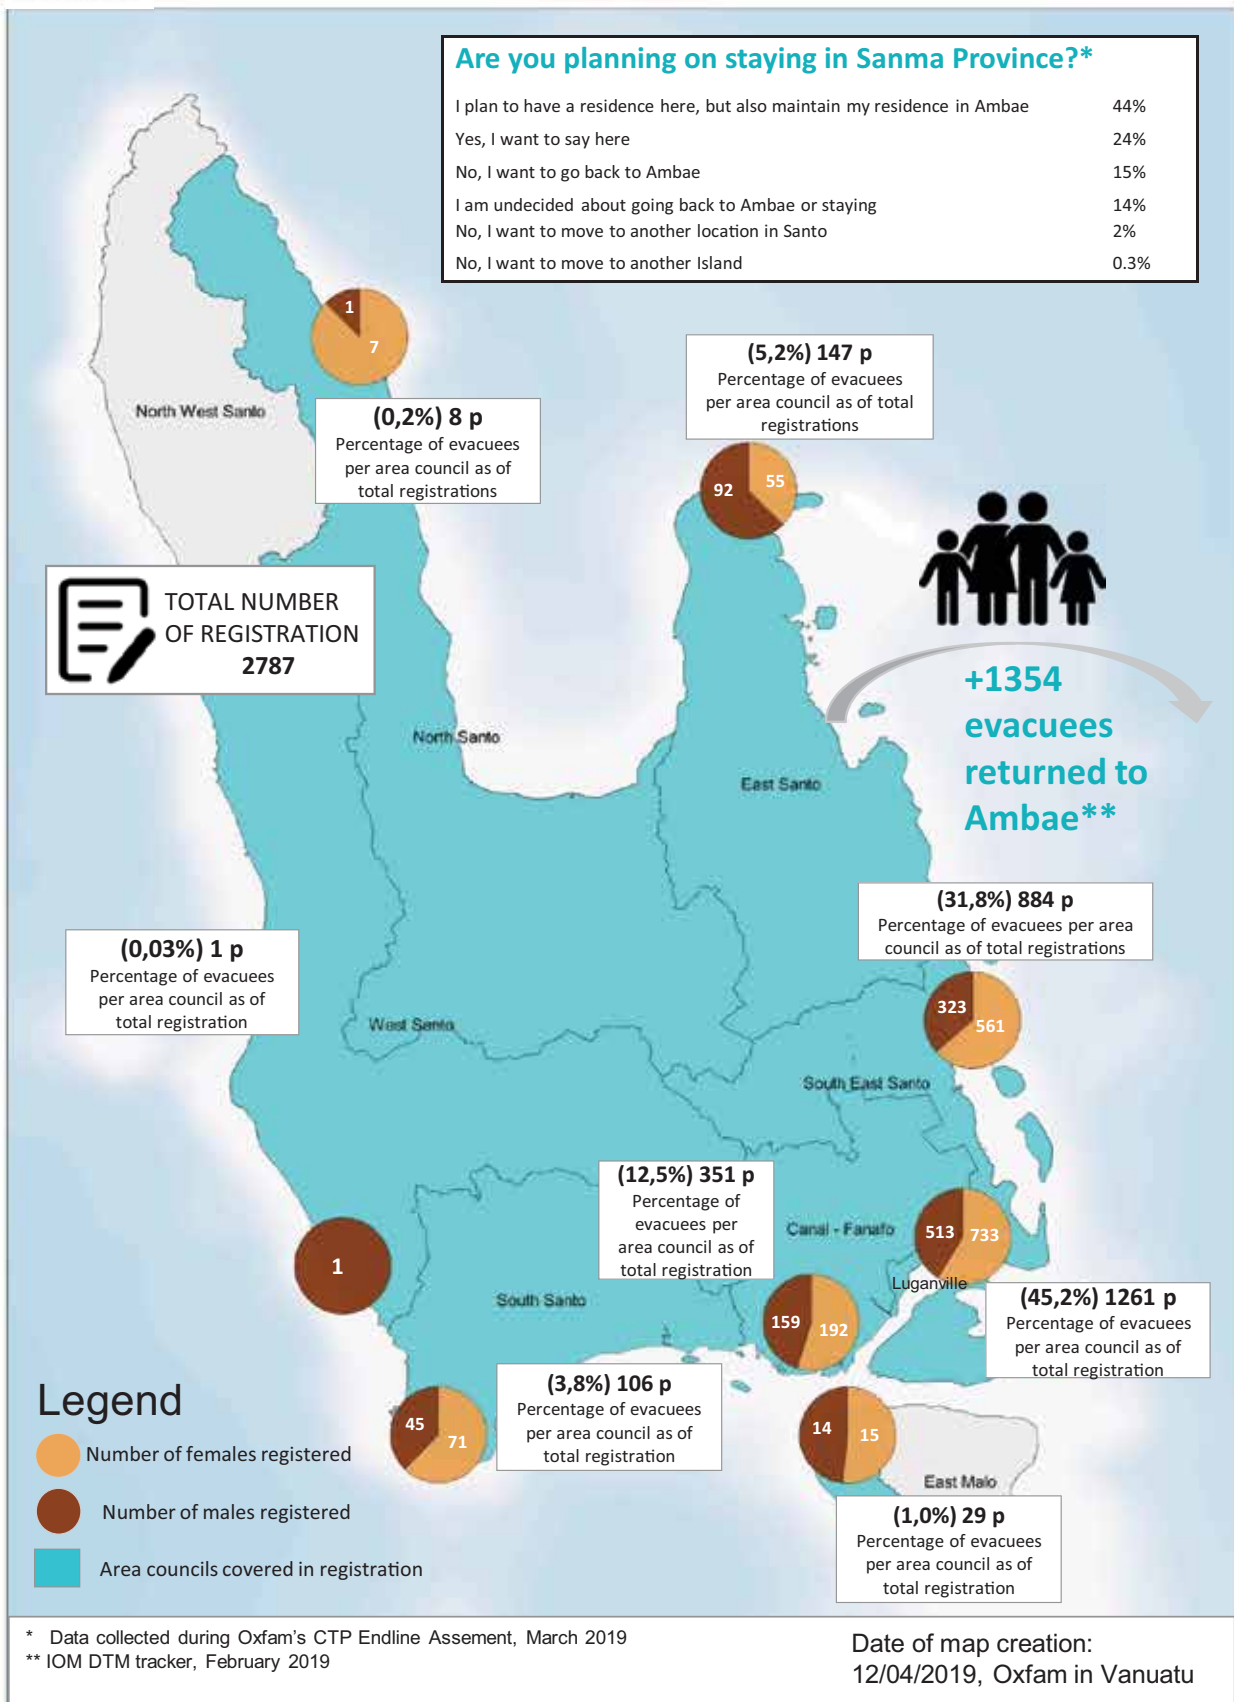 Are you planning on staying in Sanma Province?*
I plan to have a residence here, but also maintain my residence in Ambae 44%
Yes, I want to say here 24%
No, I want to go back to Ambae 15%
I am undecided about going back to Ambae or staying 14%
No, I want to move to another location in Santo 2%
No, I want to move to another Island 0.3%
1
7
North West Santo
(0,2%) 8 p
Percentage of evacuees
per area council as of
total registrations
(5,2%) 147 p
Percentage of evacuees
per area council as of total
registrations
92
55
TOTAL NUMBER
OF REGISTRATION
2787
+1354
evacuees
returned to
Ambae**
North Santo
East Santo
(31,8%) 884 p
Percentage of evacuees per area
council as of total registrations
323
561
(0,03%) 1 p
Percentage of evacuees
per area council as of
total registration
West Santo
South East Santo
(12,5%) 351 p
Percentage of
evacuees per
area council as of
total registration
Canal - Fanafo
513
733
Luganville
1
South Santo
159
192
(45,2%) 1261 p
Percentage of evacuees
per area council as of
total registration
(3,8%) 106 p
Percentage of evacuees
per area council as of
total registration
45
71
14
15
East Malo
(1,0%) 29 p
Percentage of evacuees
per area council as of
total registration
Legend
Number of females registered
Number of males registered
Area councils covered in registration
* Data collected during Oxfam's CTP Endline Assement, March 2019
** IOM DTM tracker, February 2019
Date of map creation:
12/04/2019, Oxfam in Vanuatu